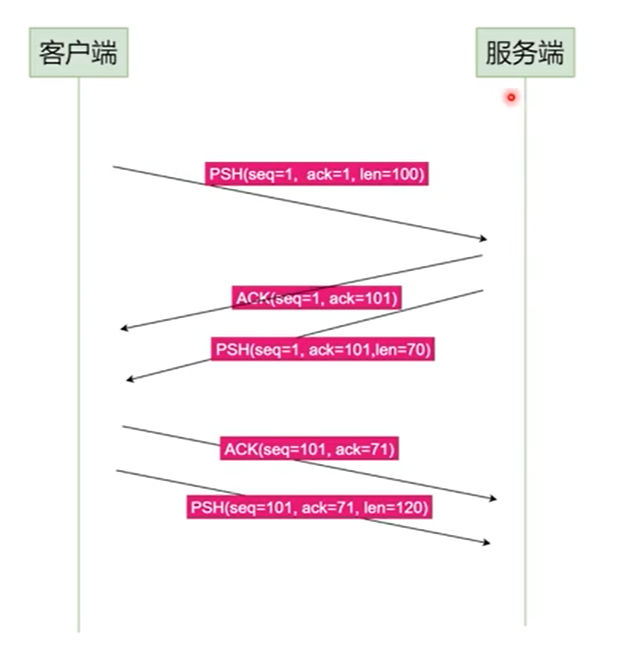 客户端
服务端
PSH(seq=1, ack=1, len=100)
ACK(seq=1, ack=101)
PSH(seq=1, ack=101,len=70)
ACK(seq=101, ack=71)
PSH(seq=101, ack=71, len=120)